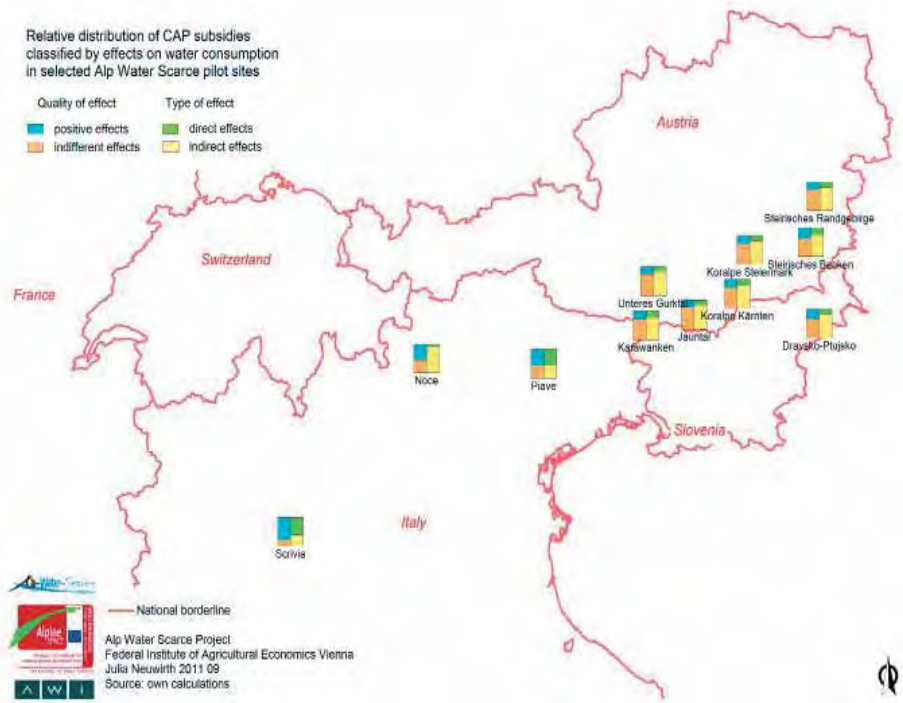 Relative distribution of CAP subsidies
classified by effects on water consumption
in selected Alp Water Scarce pilot sites
Quality of effect Type of effect
positive effects direct effects
indifferent effects indirect effects
Austria
Steirisches Randgebirge
Switzerland
Koralpe Steiermark
Steirisches Becken
France
Unteres Gurktal
Koralpe Kärnten
Jauntal
Karawanken
Dravsko-Ptujsko
Noce
Piave
Slovenia
Italy
Scrivia
National borderline
Alpine
Alp Water Scarce Project
Federal Institute of Agricultural Economics Vienna
Julia Neuwirth 2011 09
Source: own calculations
A W I